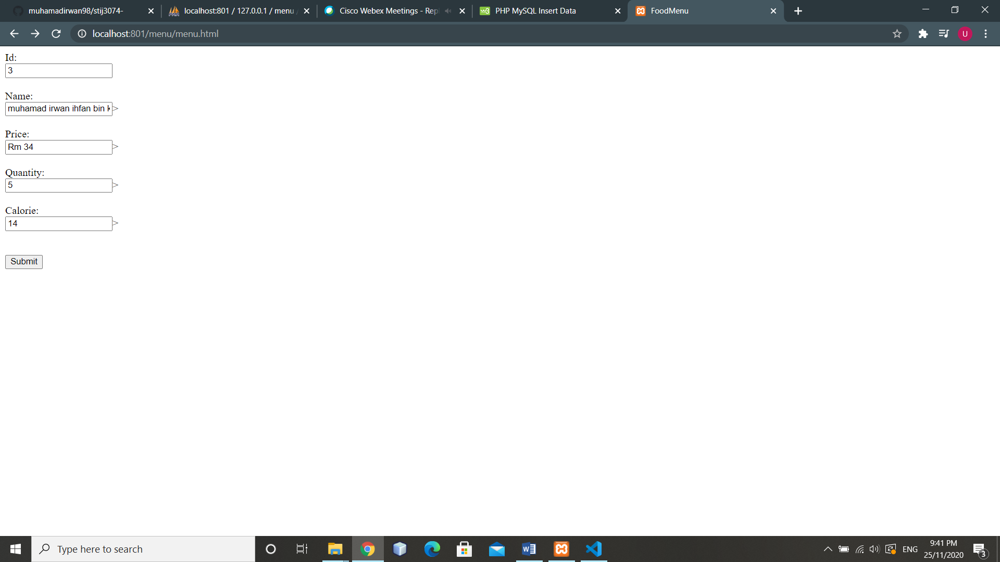 muhamadirwan98/stij3074-
localhost:801 / 127.0.0.1 / menu /
Cisco Webex Meetings - Repl
PHP MySQL Insert Data
FoodMenu
localhost:801/menu/menu.html
U
Id:
3
Name:
muhamad irwan ihfan bin k>
Price:
Rm 34>
Quantity:
5>
Calorie:
14>
Submit
Type here to search
ENG
9:41 PM
25/11/2020
3